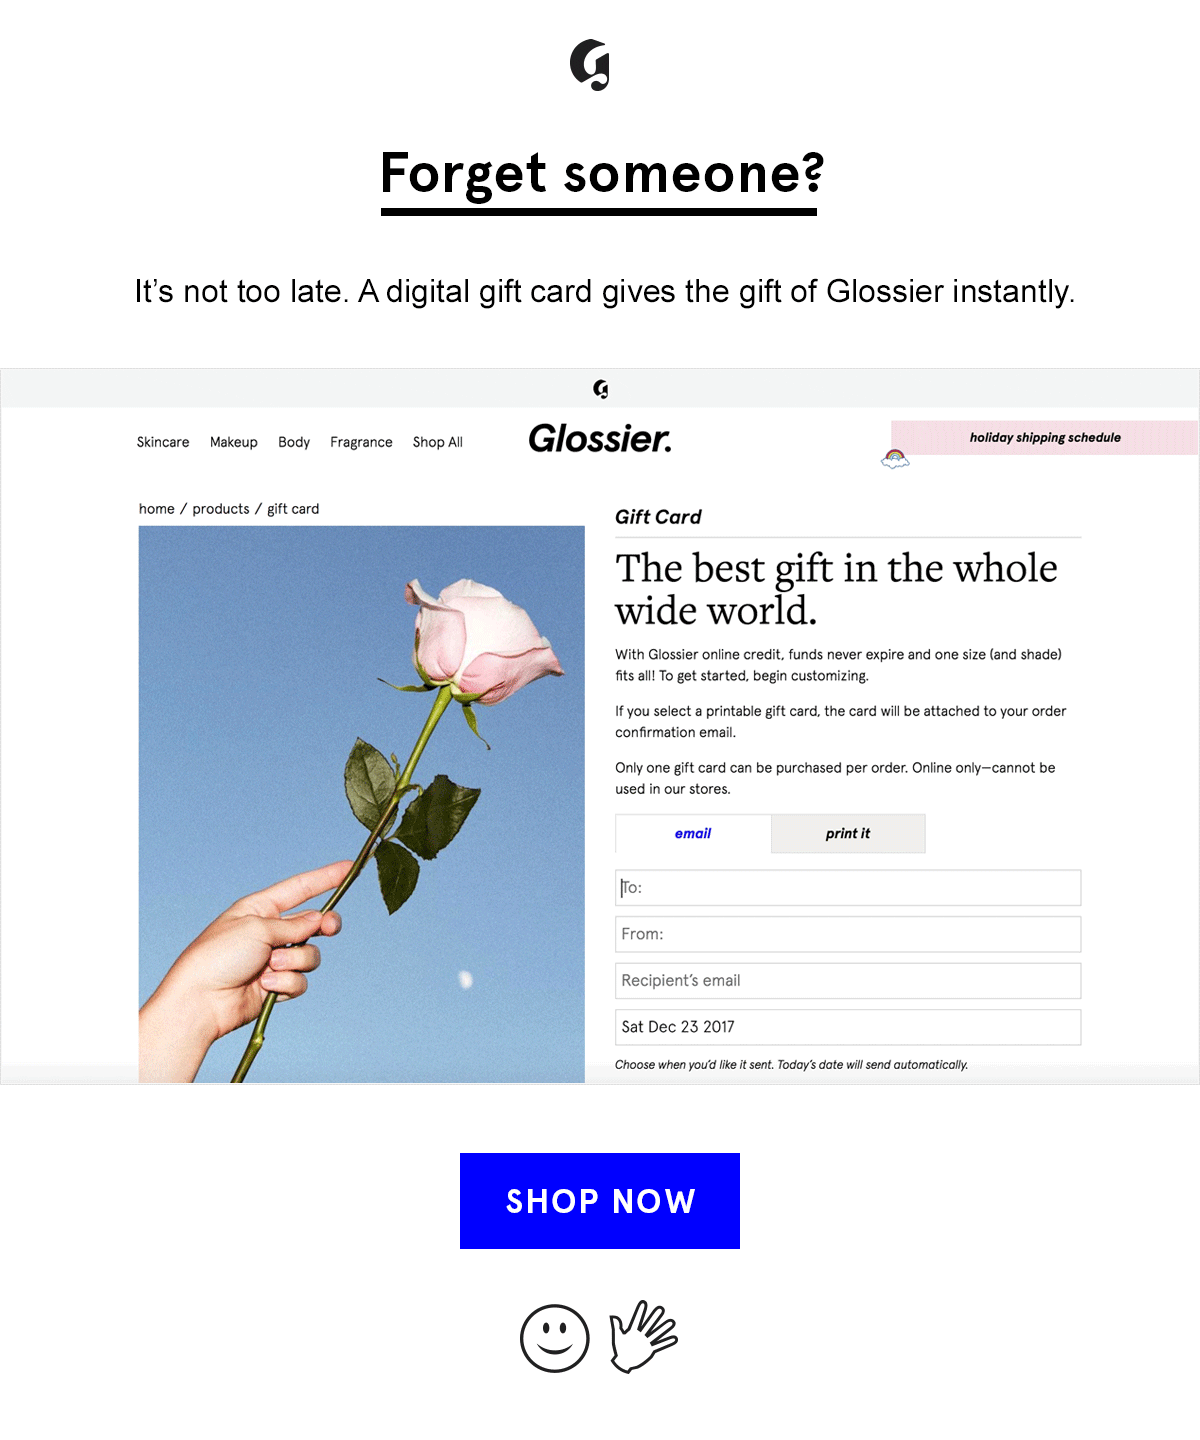 Forget someone?
It’s not too late. A digital gift card gives the gift of Glossier instantly.
Skincare Makeup Body Fragrance Shop All
Glossier.
holiday shipping schedule
home / products / gift card
Gift Card
The best gift in the whole
wide world.
With Glossier online credit, funds never expire and one size (and shade)
fits all! To get started, begin customizing.
If you select a printable gift card, the card will be attached to your order
confirmation email.
Only one gift card can be purchased per order. Online only—cannot be
used in our stores.
email print it
To:
From:
Recipient’s email
Sat Dec 23 2017
Choose when you’d like it sent. Today’s date will send automatically.
SHOP NOW